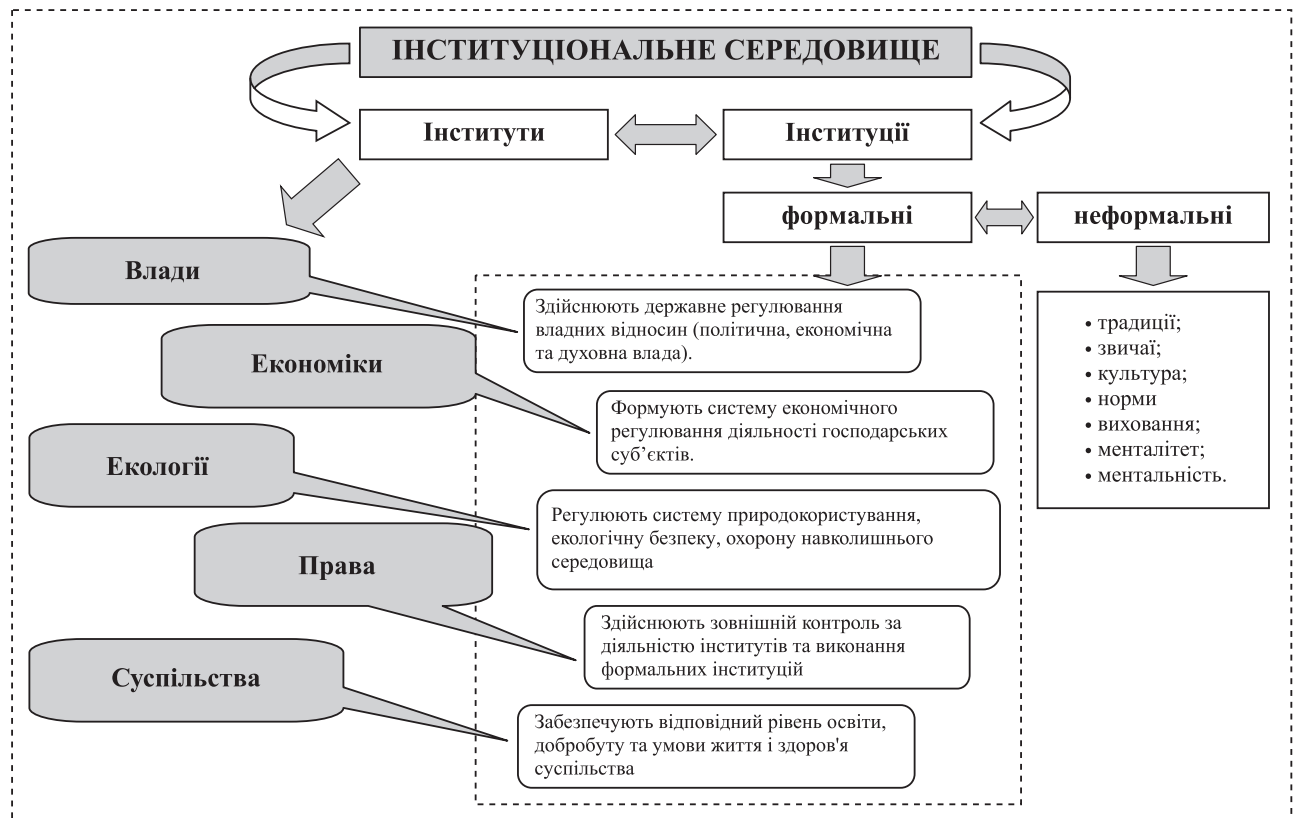 ІНСТИТУЦІОНАЛЬНЕ СЕРЕДОВИЩЕ
Інститути
Інституції
формальні
неформальні
Влади
Здійснюють державне регулювання
владних відносин (політична, економічна
та духовна влада).
• традиції;
• звичаї;
• культура;
• норми
• виховання;
• менталітет;
• ментальність.
Економіки
Формують систему економічного
регулювання діяльності господарських
суб’єктів.
Екології
Регулюють систему природокористування,
екологічну безпеку, охорону навколишнього
середовища
Права
Здійснюють зовнішній контроль за
діяльністю інститутів та виконання
формальних інституцій
Суспільства
Забезпечують відповідний рівень освіти,
добробуту та умови життя і здоров'я
суспільства